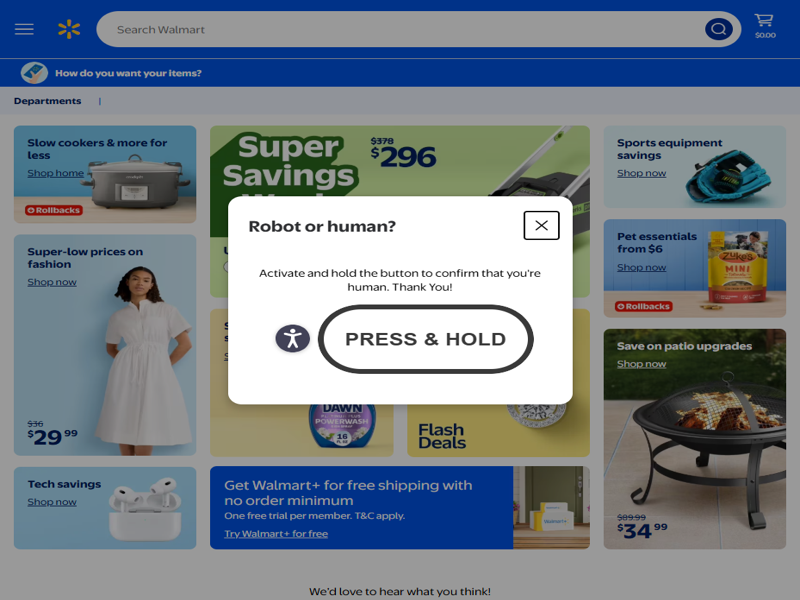 Search Walmart
$0.00
How do you want your items?
Departments
Slow cookers & more for
less
Shop home
Rollbacks
Super
Savings
$378
$296
Sports equipment
savings
Shop now
Super-low prices on
fashion
Shop now
$36
$29 99
Robot or human?
Activate and hold the button to confirm that you're
human. Thank You!
PRESS & HOLD
Pet essentials
from $6
Shop now
Rollbacks
ZUKE'S
MINI
Save on patio upgrades
Shop now
$89.99
$34 99
DAWN
POWERWASH
16
Flash
Deals
Tech savings
Shop now
Get Walmart+ for free shipping with
no order minimum
One free trial per member. T&C apply.
Try Walmart+ for free
Walmart+
We'd love to hear what you think!